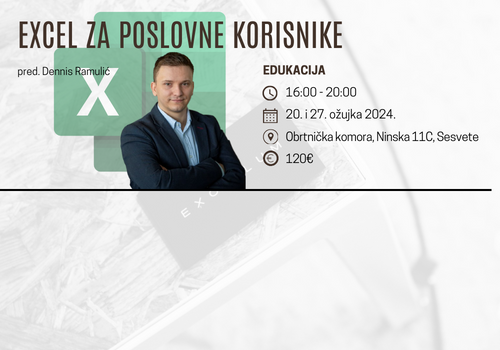 EXCEL ZA POSLOVNE KORISNIKE
pred. Dennis Ramulić
X
EDUKACIJA
16:00 - 20:00
20. i 27. ožujka 2024.
Obrtnička komora, Ninska 11C, Sesvete
120€